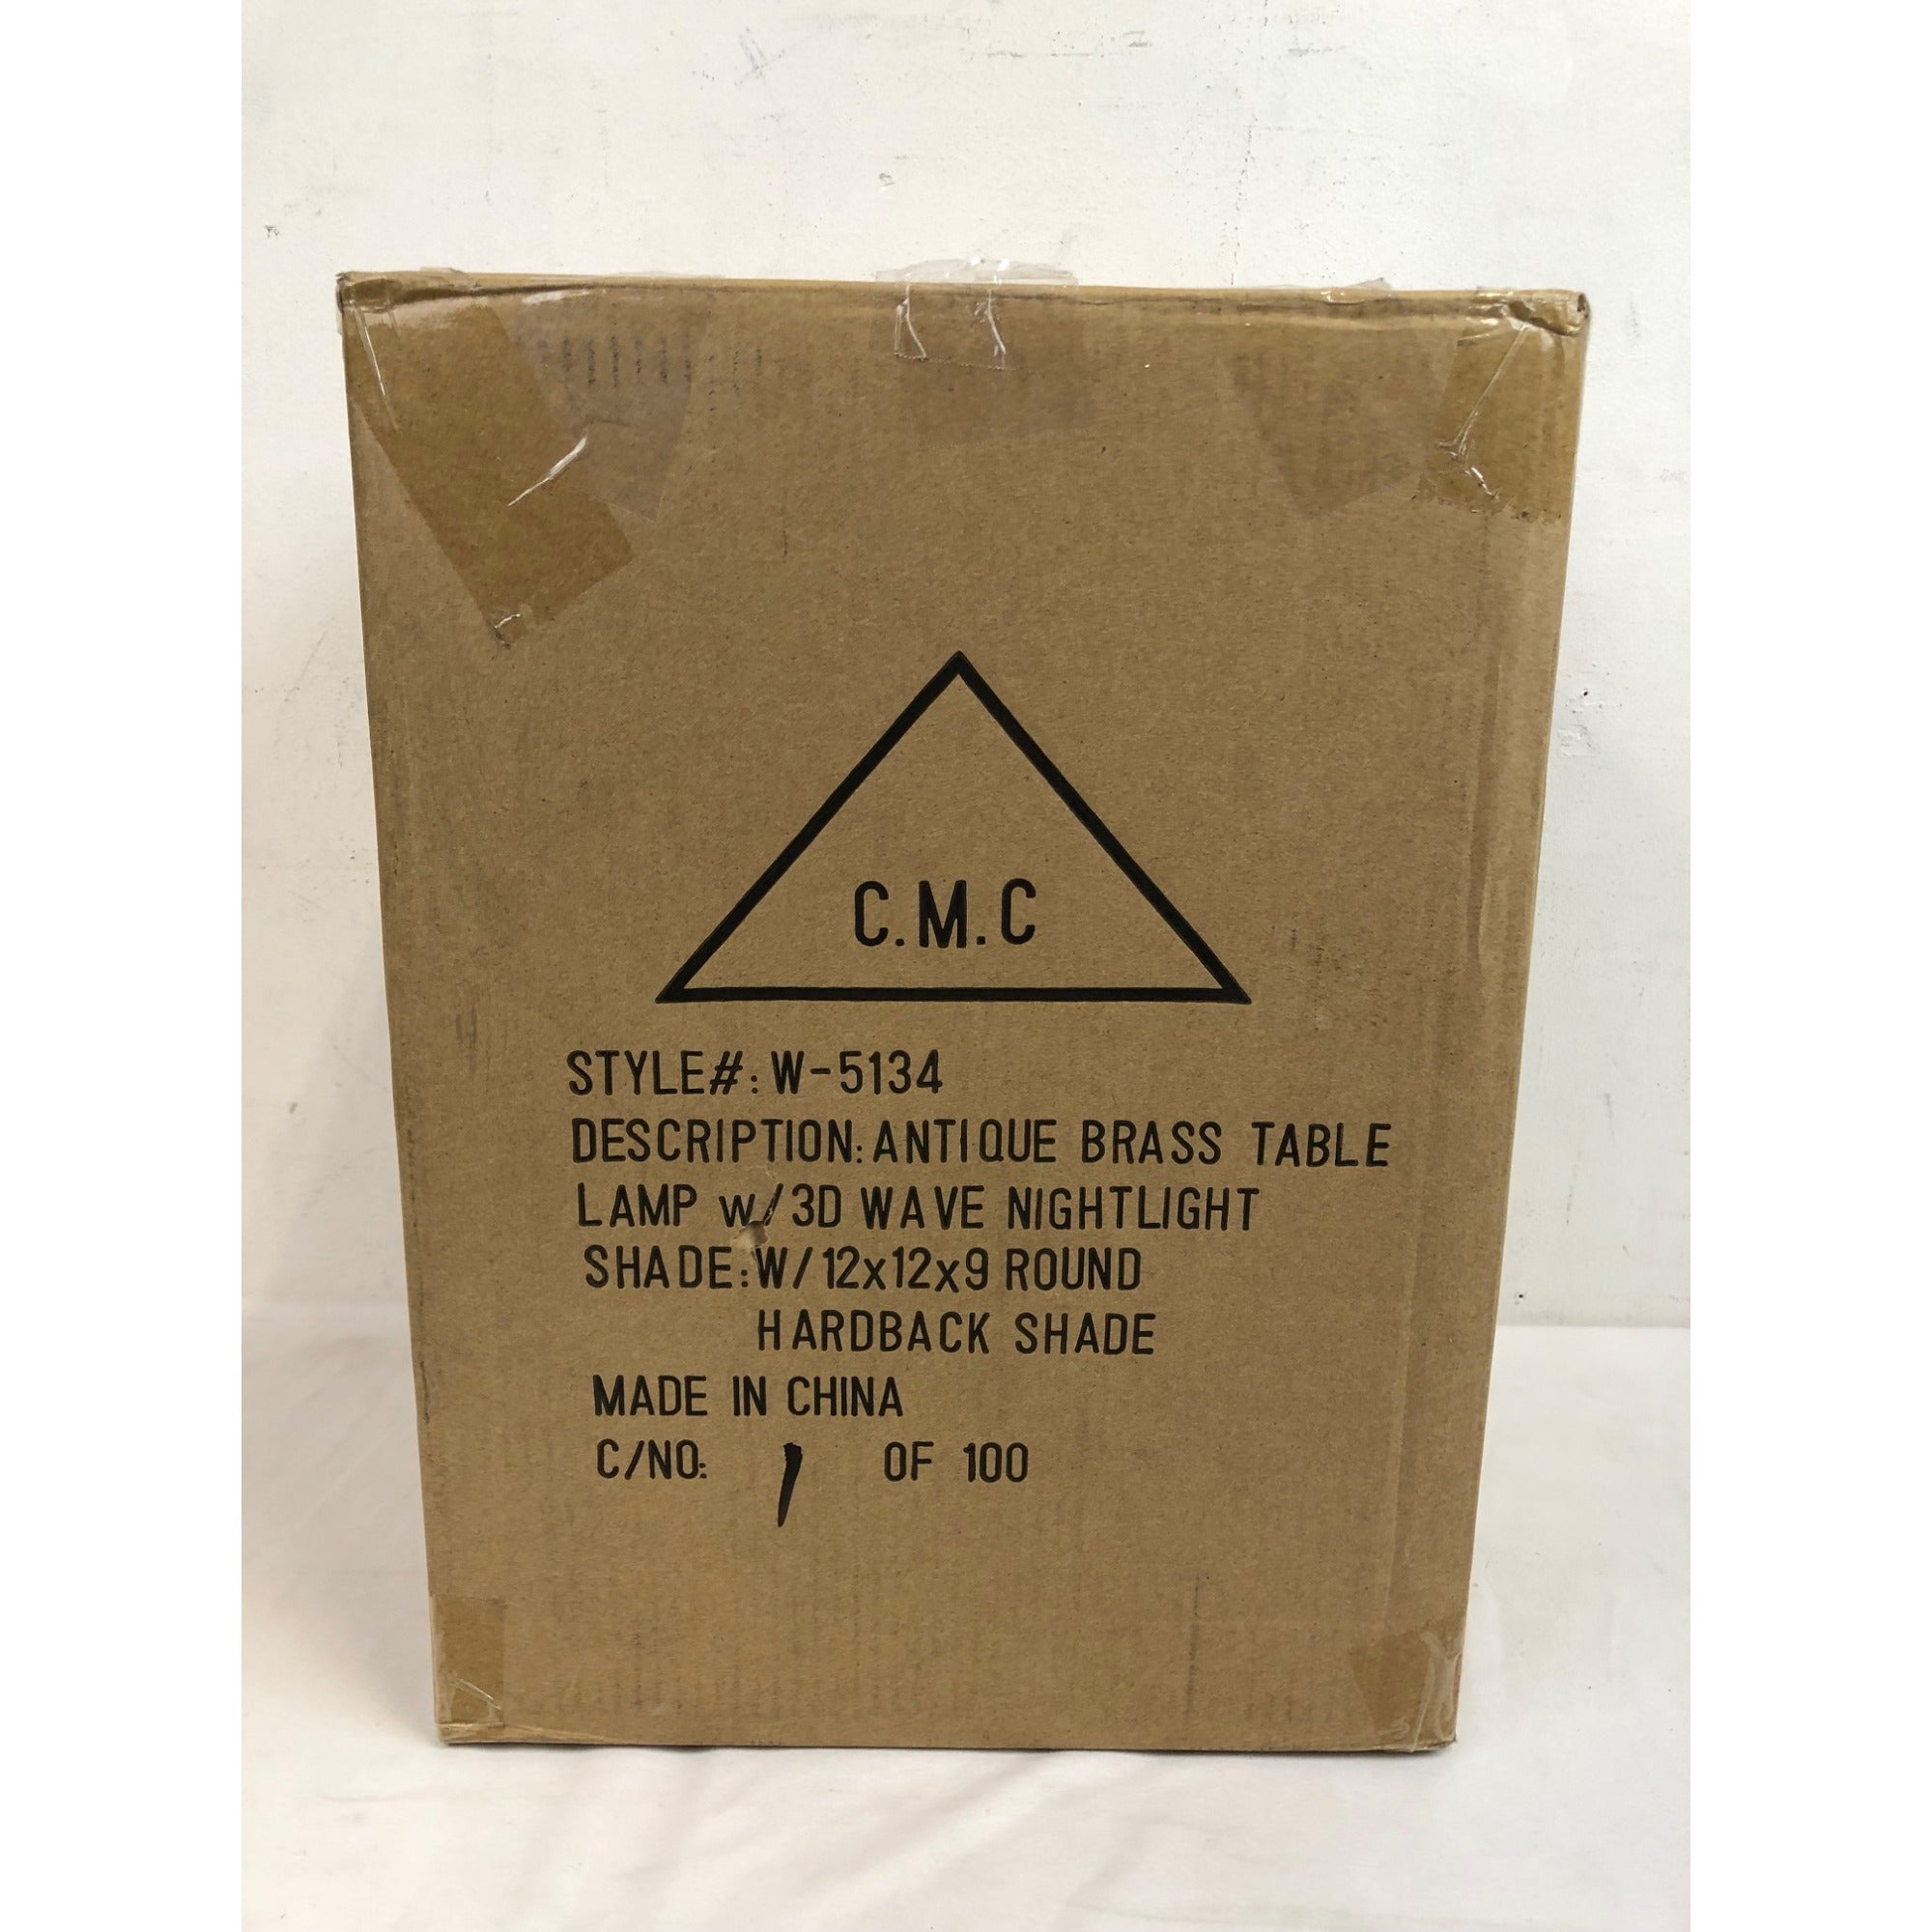 C.M.C
STYLE#: W-5134
DESCRIPTION: ANTIQUE BRASS TABLE
LAMP w/3D WAVE NIGHTLIGHT
SHADE: W/12x12x9 ROUND
HARDBACK SHADE
MADE IN CHINA
C/NO: 1 OF 100